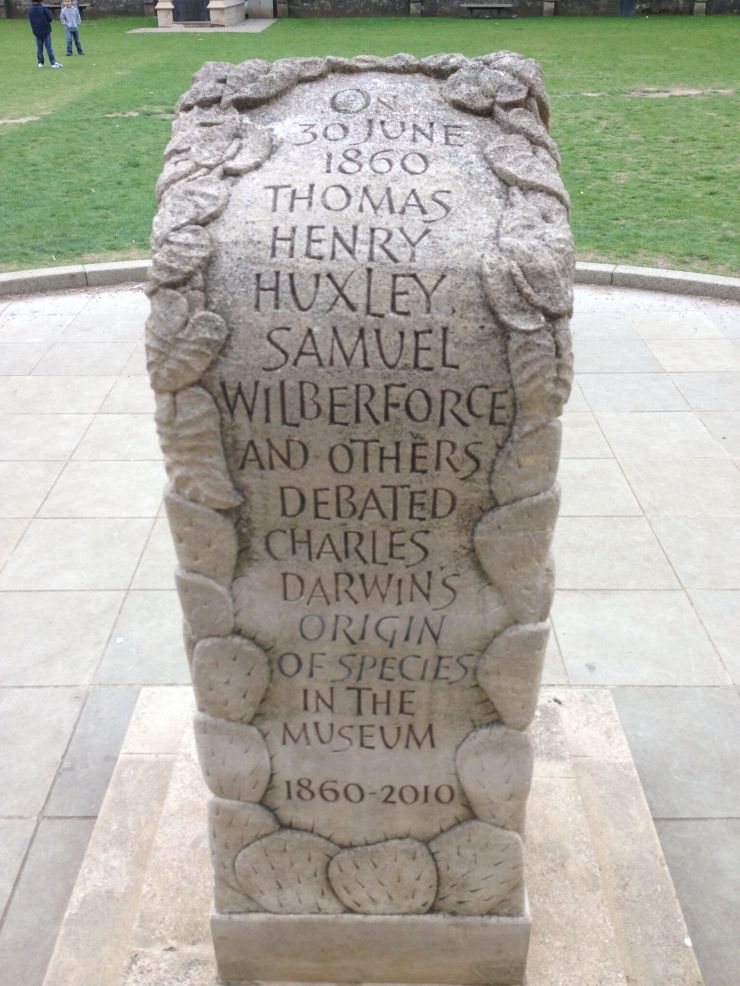 ON
30 JUNE
1860
THOMAS
HENRY
HUXLEY,
SAMUEL
WILBERFORCE
AND OTHERS
DEBATED
CHARLES
DARWIN'S
ORIGIN
OF SPECIES
IN THE
MUSEUM
1860-2010